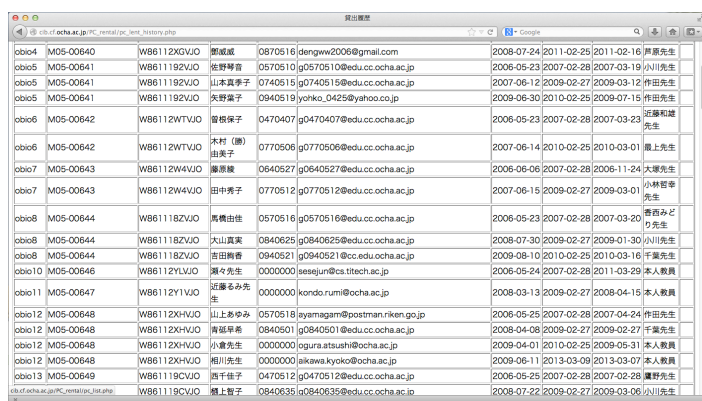 貸出履歴
cib.cf.ocha.ac.jp/PC_rental/pc_lent_history.php
Google
obio4 M05-00640 W86112XGVJO 鄧威威 0870516 dengww2006@gmail.com 2008-07-24 2011-02-25 2011-02-16 芦原先生
obio5 M05-00641 W8611192VJO 佐野琴音 0570510 g0570510@edu.cc.ocha.ac.jp 2006-05-23 2007-02-28 2007-03-19 小川先生
obio5 M05-00641 W8611192VJO 山本真季子 0740515 g0740515@edu.cc.ocha.ac.jp 2007-06-12 2009-02-27 2009-03-12 作田先生
obio5 M05-00641 W8611192VJO 矢野葉子 0940519 yohko_0425@yahoo.co.jp 2009-06-30 2010-02-25 2009-07-15 作田先生
obio6 M05-00642 W86112WTVJO 曽根保子 0470407 g0470407@edu.cc.ocha.ac.jp 2006-05-23 2007-02-28 2007-03-23 近藤和雄
先生
obio6 M05-00642 W86112WTVJO 木村（勝）
由美子 0770506 g0770506@edu.cc.ocha.ac.jp 2007-06-14 2010-02-25 2010-03-01 最上先生
obio7 M05-00643 W86112W4VJO 藤原綾 0640527 g0640527@edu.cc.ocha.ac.jp 2006-06-06 2007-02-28 2006-11-24 大塚先生
obio7 M05-00643 W86112W4VJO 田中秀子 0770512 g0770512@edu.cc.ocha.ac.jp 2007-06-15 2009-02-27 2009-03-01 小林哲幸
先生
obio8 M05-00644 W861118ZVJO 馬橋由佳 0570516 g0570516@edu.cc.ocha.ac.jp 2006-05-23 2007-02-28 2007-03-20 香西みど
り先生
obio8 M05-00644 W861118ZVJO 大山真実 0840625 g0840625@edu.cc.ocha.ac.jp 2008-07-30 2009-02-27 2009-01-30 小川先生
obio8 M05-00644 W861118ZVJO 吉田絢香 0940521 g0940521@cc.edu.ocha.ac.jp 2009-08-10 2010-02-25 2010-03-16 千葉先生
obio10 M05-00646 W86112YLVJO 瀬々先生 0000000 sesejun@cs.titech.ac.jp 2006-05-24 2007-02-28 2011-03-29 本人教員
obio11 M05-00647 W86112Y1VJO 近藤るみ先
生 0000000 kondo.rumi@ocha.ac.jp 2008-03-13 2009-02-27 2008-04-15 本人教員
obio12 M05-00648 W86112XHVJO 山上あゆみ 0570518 ayamagam@postman.riken.go.jp 2006-05-25 2007-02-28 2007-04-24 作田先生
obio12 M05-00648 W86112XHVJO 青砥早希 0840501 g0840501@edu.cc.ocha.ac.jp 2008-04-08 2009-02-27 2009-02-27 千葉先生
obio12 M05-00648 W86112XHVJO 小倉先生 0000000 ogura.atsushi@ocha.ac.jp 2009-04-01 2010-02-25 2009-05-31 本人教員
obio12 M05-00648 W86112XHVJO 相川先生 0000000 aikawa.kyoko@ocha.ac.jp 2009-06-11 2013-03-09 2013-03-07 本人教員
obio13 M05-00649 W861119CVJO 西千佳子 0470512 g0470512@edu.cc.ocha.ac.jp 2006-05-25 2007-02-28 2007-02-28 鷹野先生
cib.cf.ocha.ac.jp/PC_rental/pc_list.php W861119CVJO 樋上智子 0840635 g0840635@edu.cc.ocha.ac.jp 2008-07-22 2009-02-27 2009-03-06 小川先生